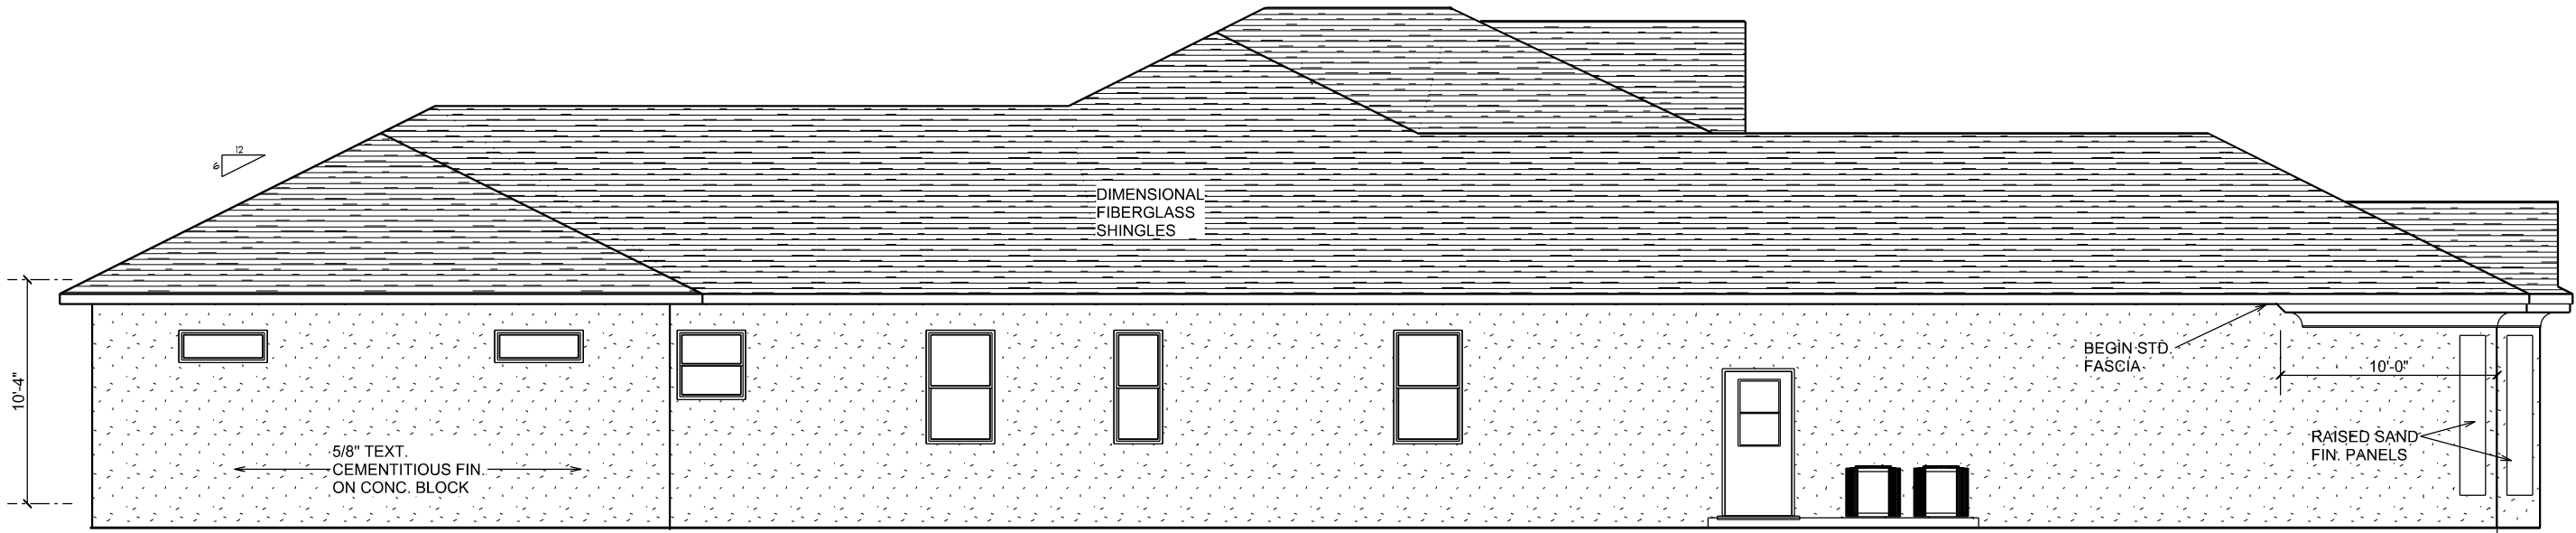 12
6
DIMENSIONAL
FIBERGLASS
SHINGLES
10'-4"
BEGIN STD.
FASCIA
10'-0"
5/8" TEXT.
CEMENTITIOUS FIN.
ON CONC. BLOCK
RAISED SAND
FIN. PANELS